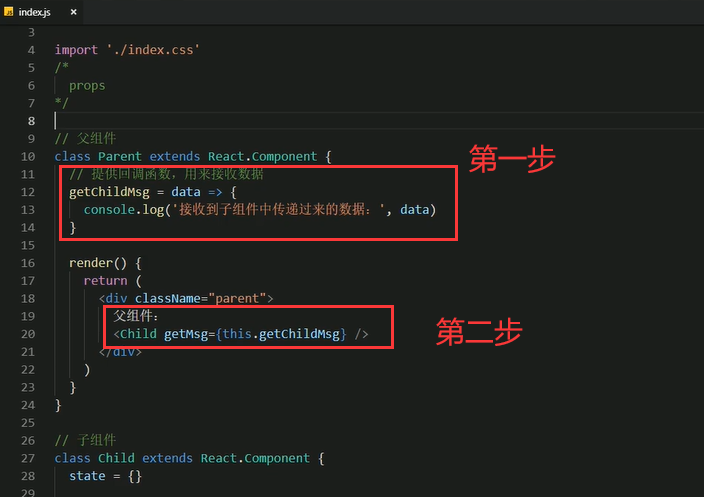 JS index.js ×
3
4 import './index.css'
5 /*
6 props
7 */
8
9 // 父组件
第一步
10 class Parent extends React.Component {
11 // 提供回调函数，用来接收数据
12 getChildMsg = data => {
13 console.log('接收到子组件中传递过来的数据：', data)
14 }
15
16 render() {
17 return (
18 <div className="parent">
19 父组件：
第二步
20 <Child getMsg={this.getChildMsg} />
21 </div>
22 )
23 }
24 }
25
26 // 子组件
27 class Child extends React.Component {
28 state = {}
29